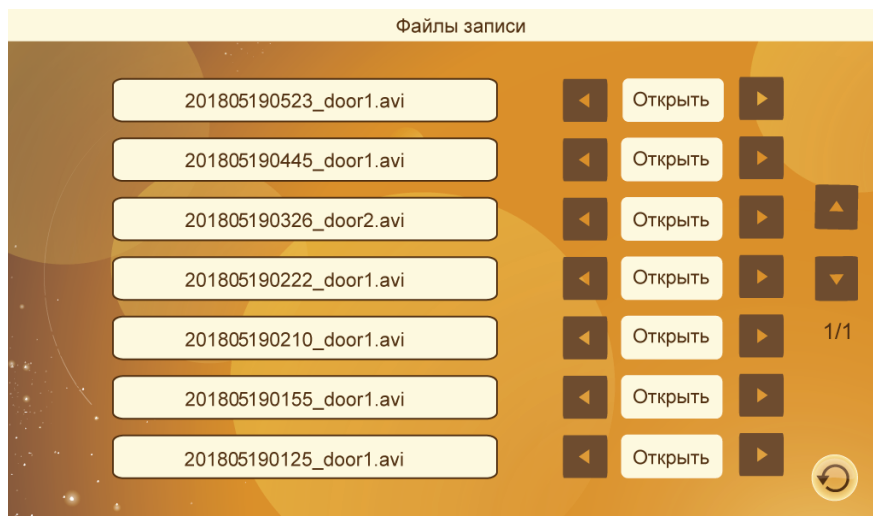 Файлы записи
201805190523_door1.avi Открыть
201805190445_door1.avi Открыть
201805190326_door2.avi Открыть
201805190222_door1.avi Открыть
201805190210_door1.avi Открыть
1/1
201805190155_door1.avi Открыть
201805190125_door1.avi Открыть